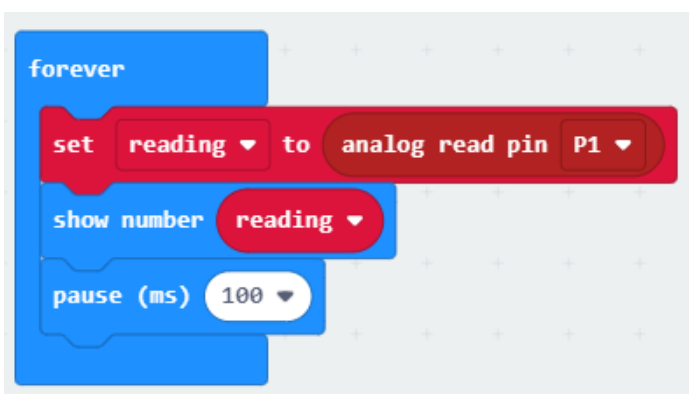 forever
set reading to analog read pin P1
show number reading
pause (ms) 100